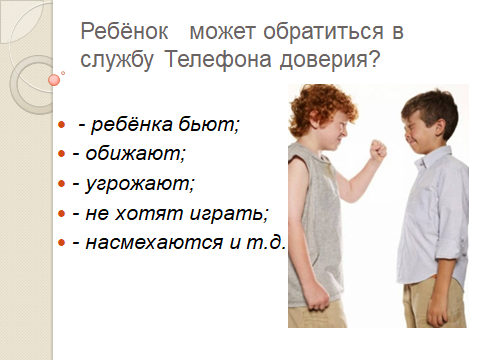 Ребёнок может обратиться в
службу Телефона доверия?
- ребёнка бьют;
- обижают;
- угрожают;
- не хотят играть;
- насмехаются и т.д.